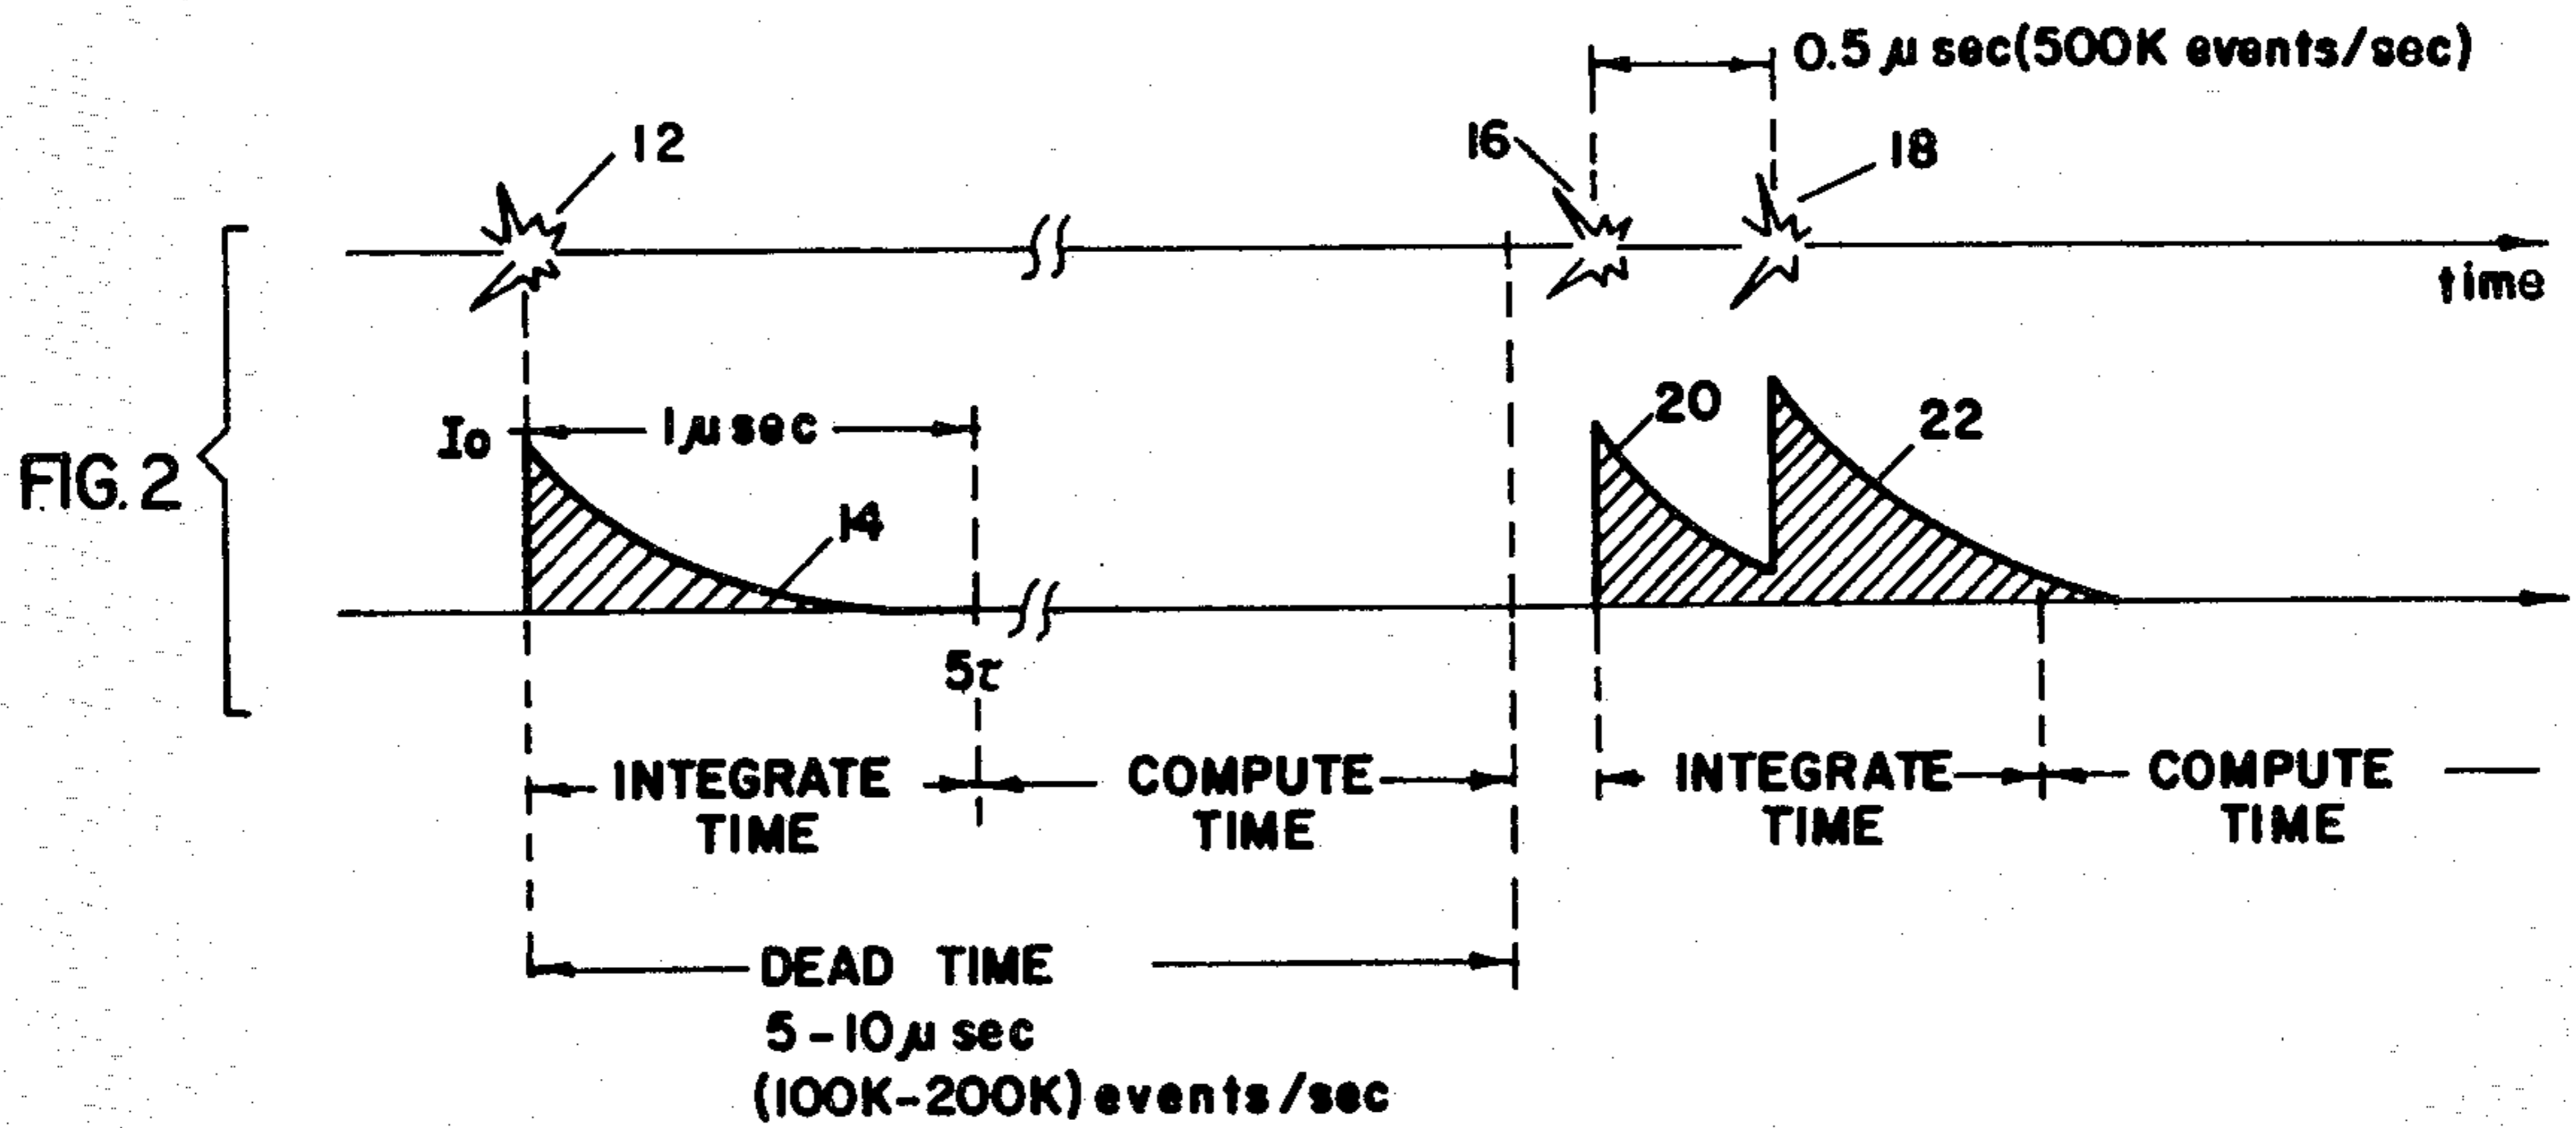 0.5 μ sec(500K events/sec)
12
16
18
time
I₀
1 μ sec
20
22
FIG. 2
14
5τ
INTEGRATE TIME
COMPUTE TIME
INTEGRATE TIME
COMPUTE TIME
DEAD TIME
5-10 μ sec
(100K-200K) events/sec